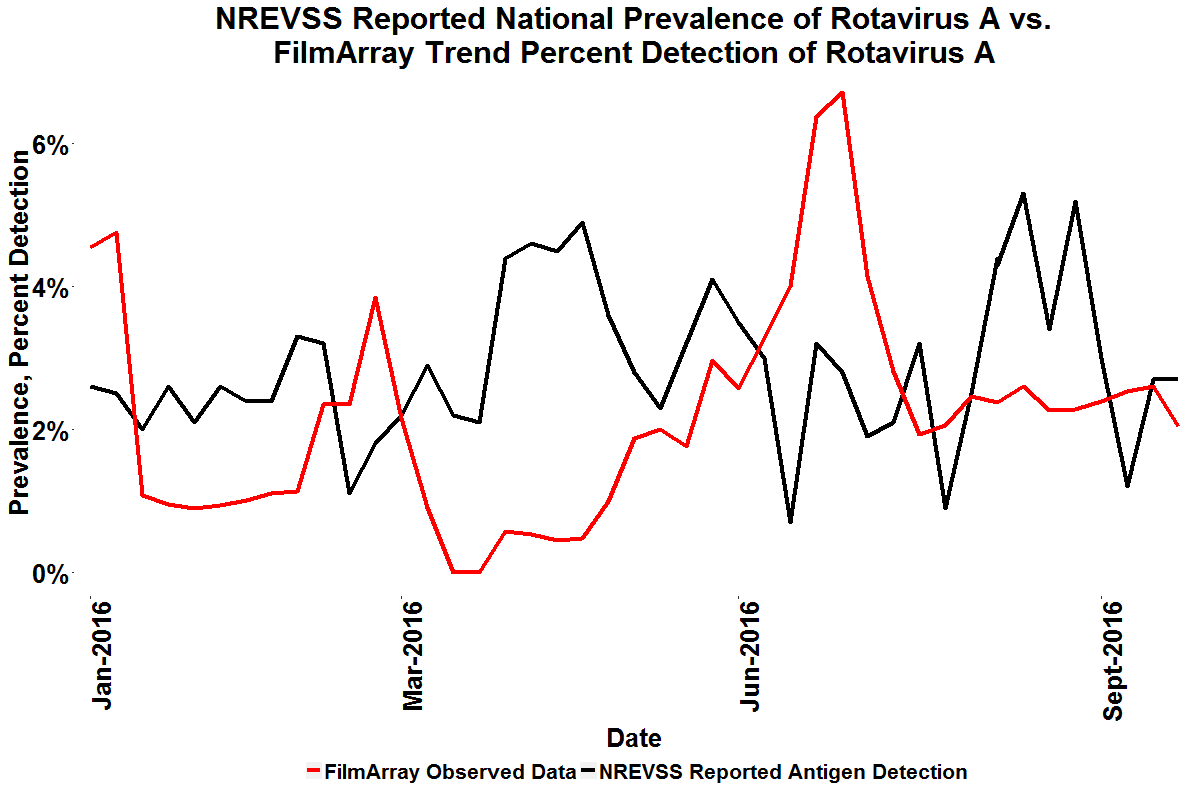 NREVSS Reported National Prevalence of Rotavirus A vs.
FilmArray Trend Percent Detection of Rotavirus A
Prevalence, Percent Detection
6%
4%
2%
0%
Jan-2016
Mar-2016
Jun-2016
Sept-2016
Date
FilmArray Observed Data
NREVSS Reported Antigen Detection